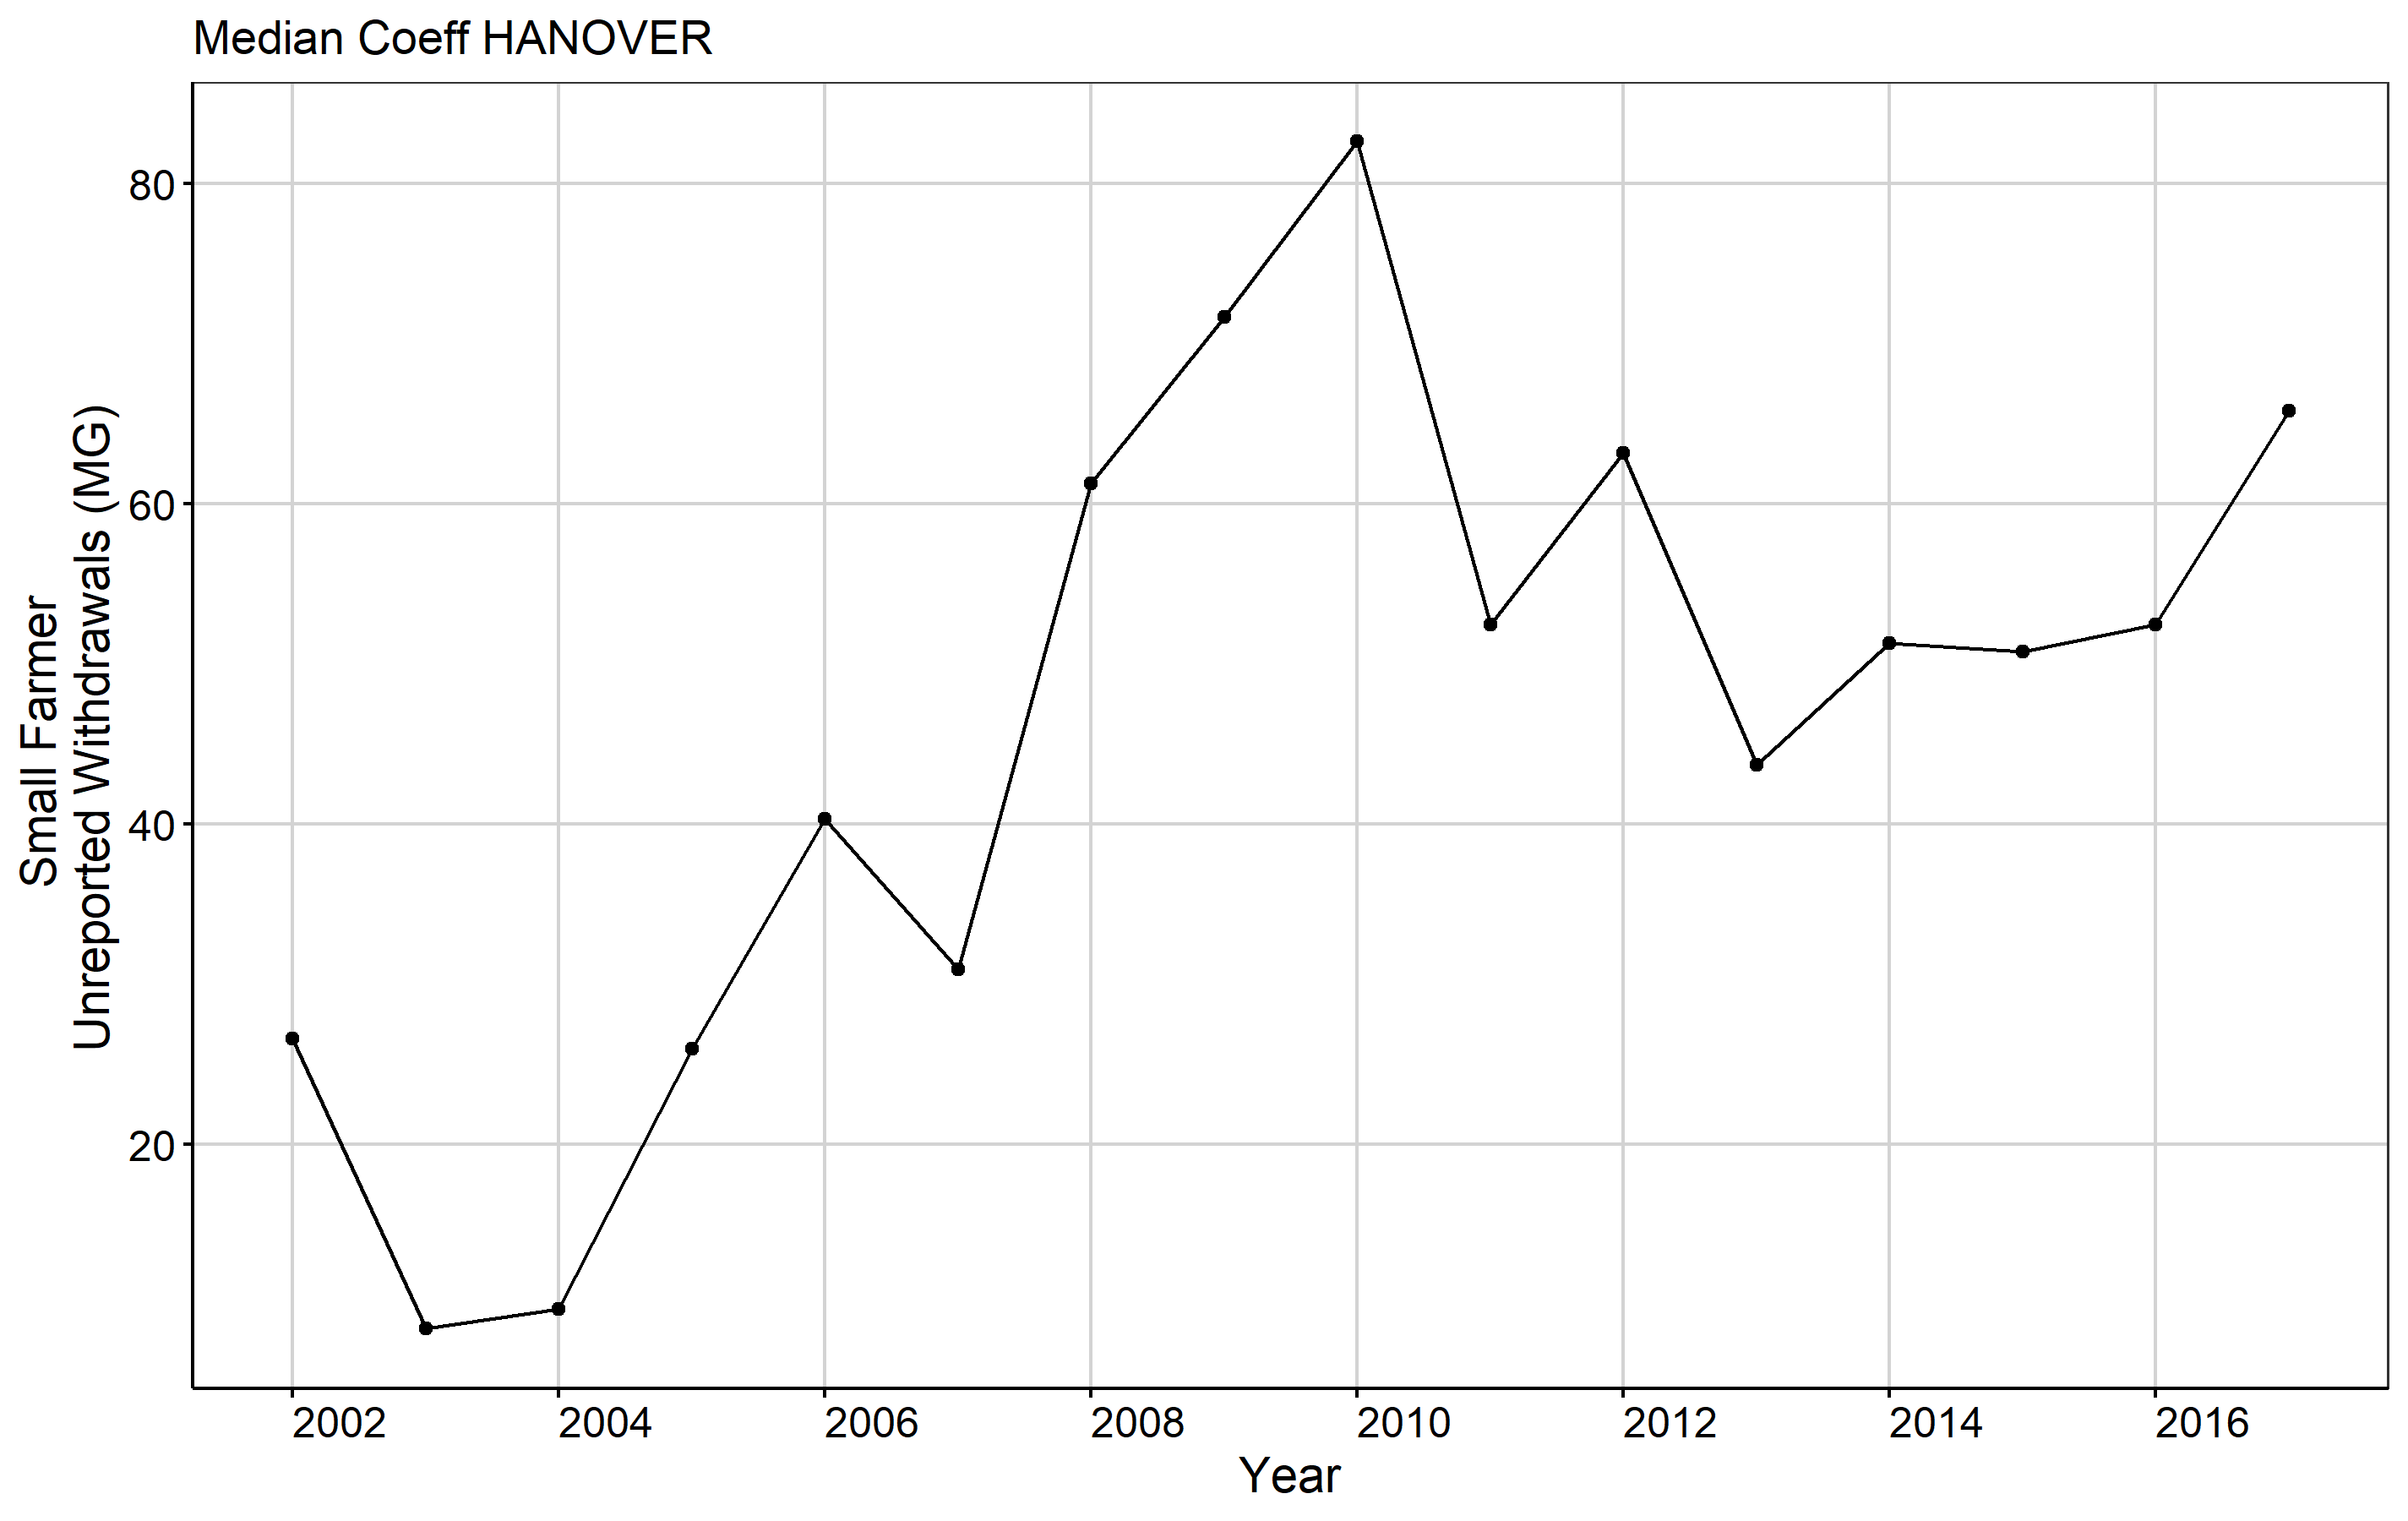 Median Coeff HANOVER
Small Farmer
Unreported Withdrawals (MG)
80
60
40
20
2002 2004 2006 2008 2010 2012 2014 2016
Year